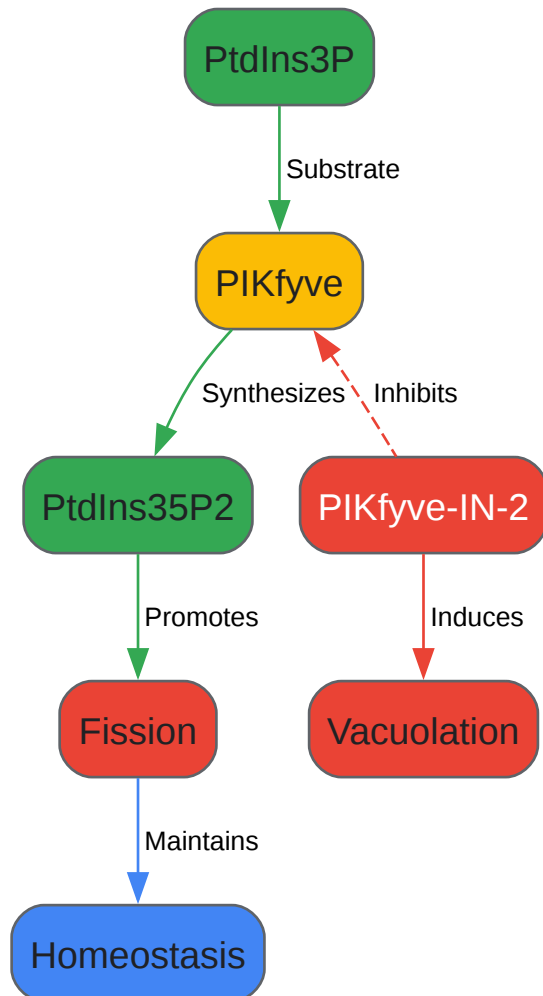 PtdIns3P
Substrate
PIKfyve
Synthesizes
Inhibits
PtdIns35P2
PIKfyve-IN-2
Promotes
Induces
Fission
Vacuolation
Maintains
Homeostasis